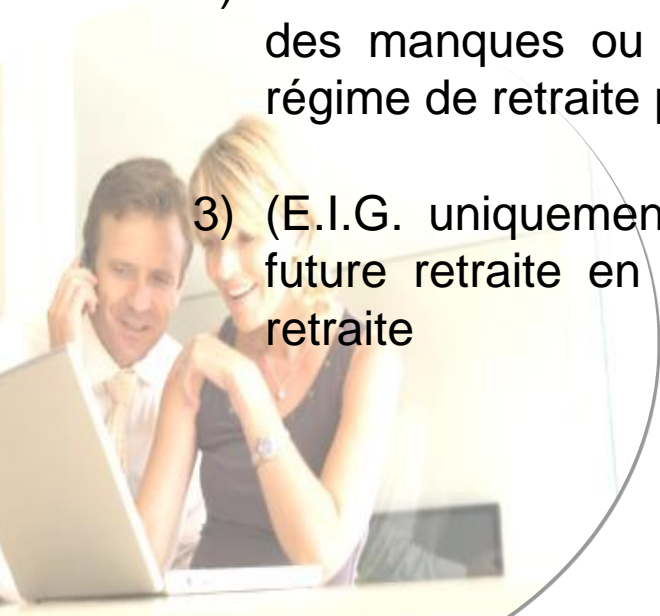 )
des manques ou
régime de retraite
3) (E.I.G. uniquemen
future retraite en
retraite